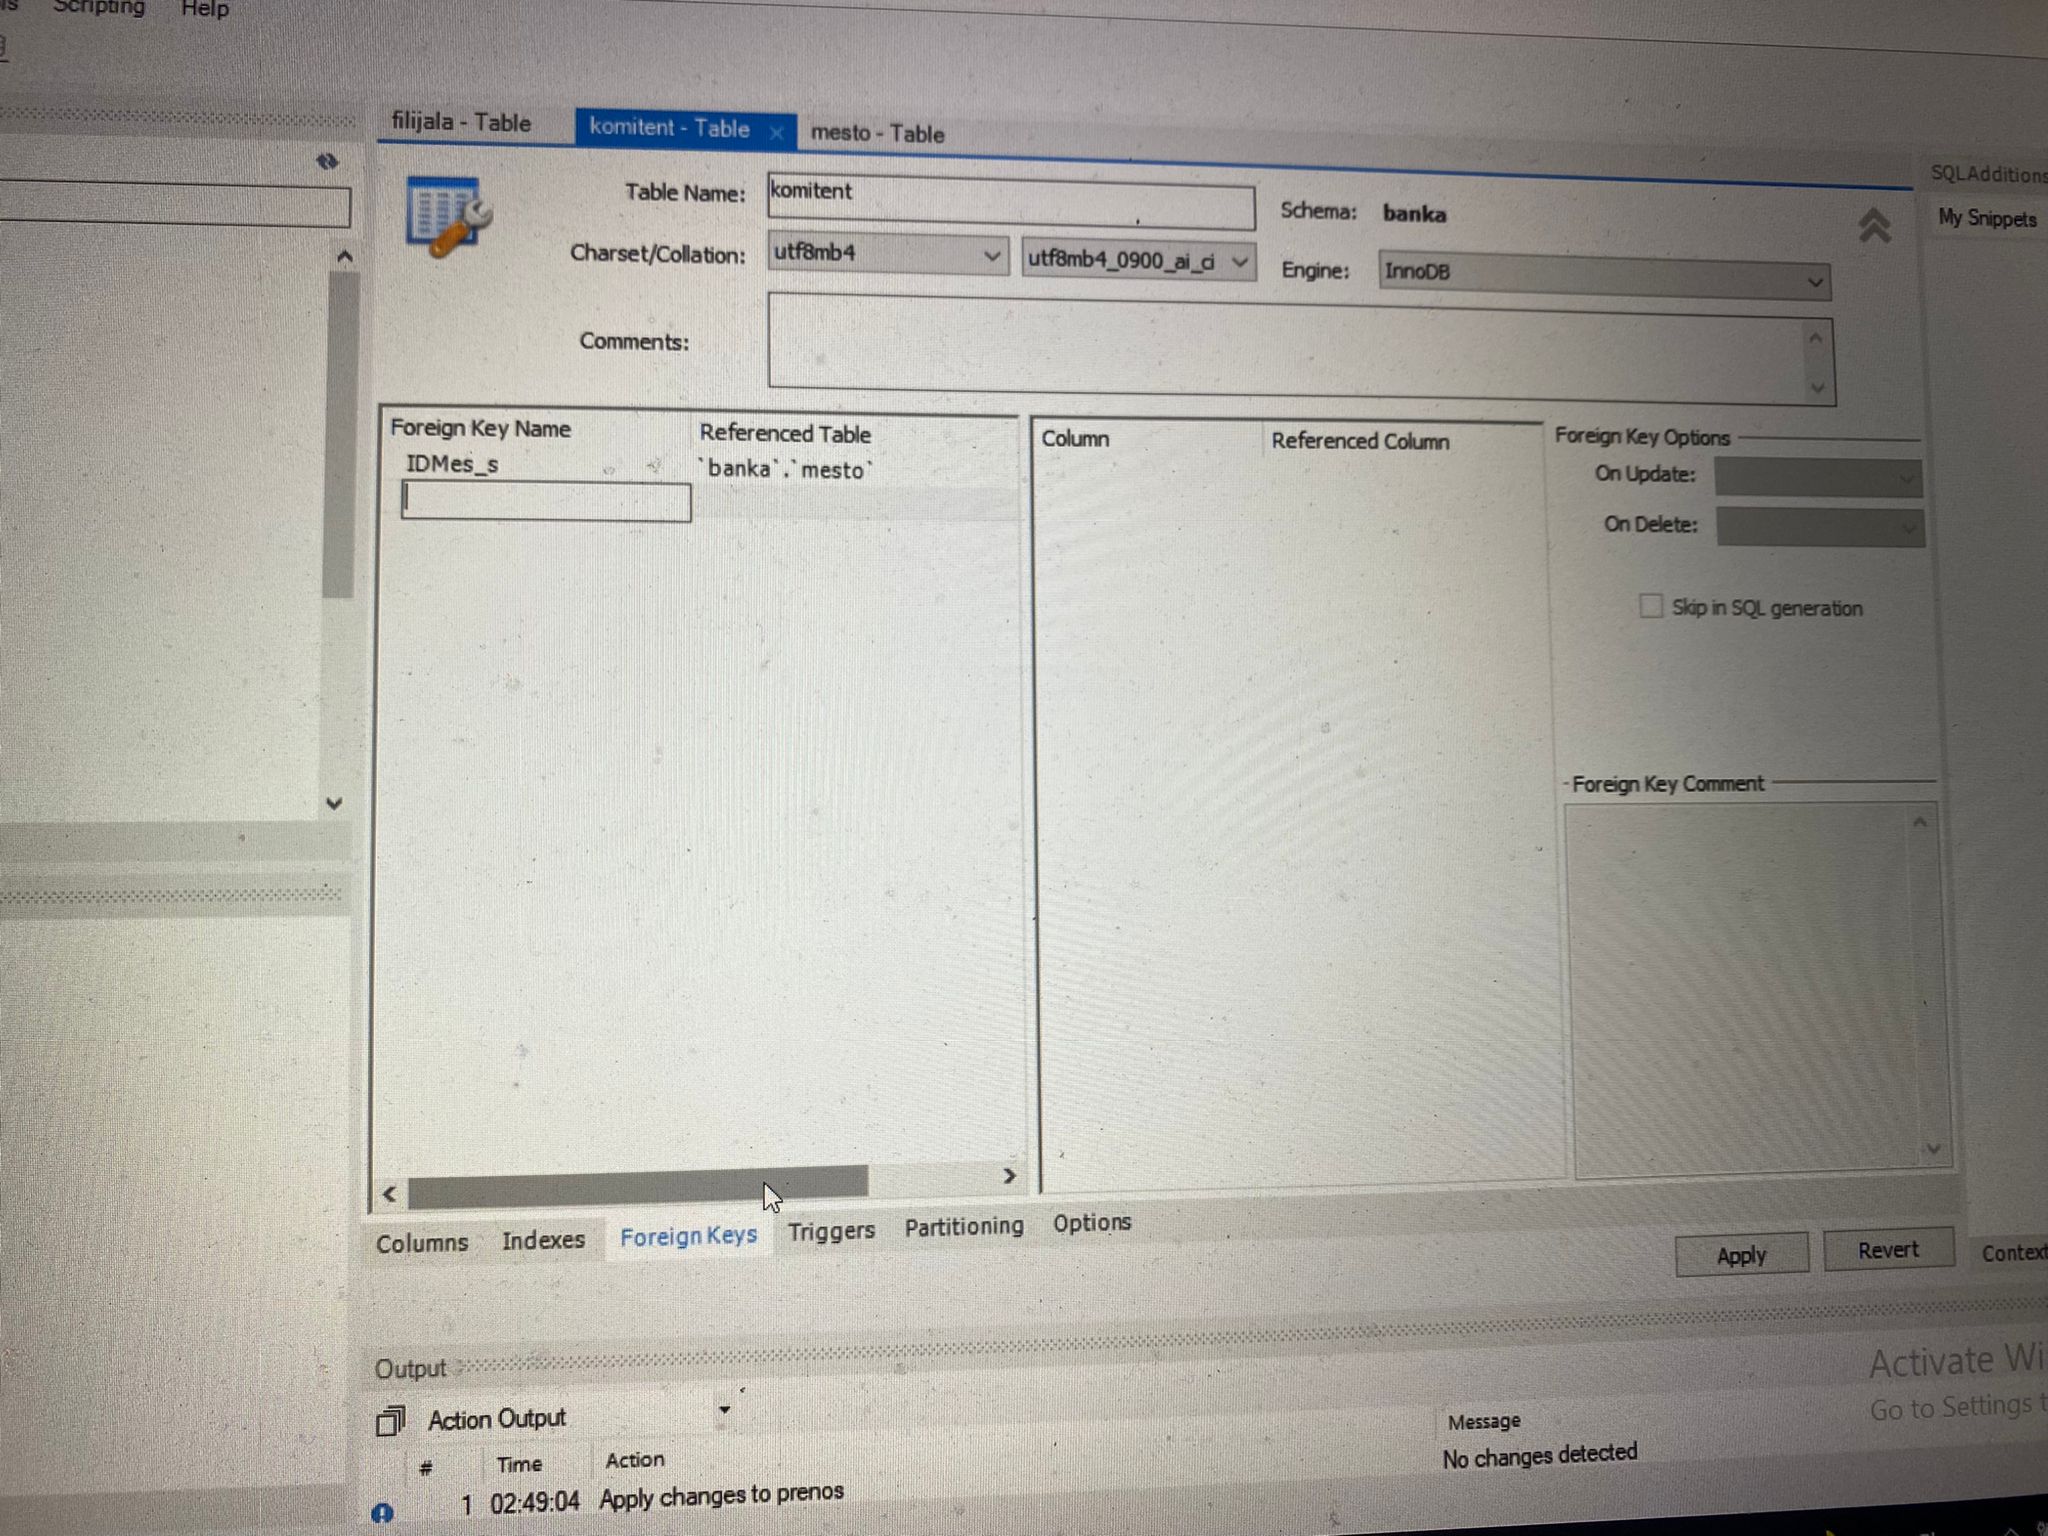 Scripting Help
filijala - Table komitent - Table × mesto - Table
SQLAdditions
My Snippets
Table Name: komitent
Schema: banka
Charset/Collation: utf8mb4 utf8mb4_0900_ai_ci
Engine: InnoDB
Comments:
Foreign Key Name Referenced Table
IDMes_s `banka`.`mesto`
Column Referenced Column
Foreign Key Options
On Update:
On Delete:
Skip in SQL generation
Foreign Key Comment
Columns Indexes Foreign Keys Triggers Partitioning Options
Apply Revert
Context
Output
Activate Wi
Go to Settings t
Action Output
# Time Action Message
1 02:49:04 Apply changes to prenos No changes detected